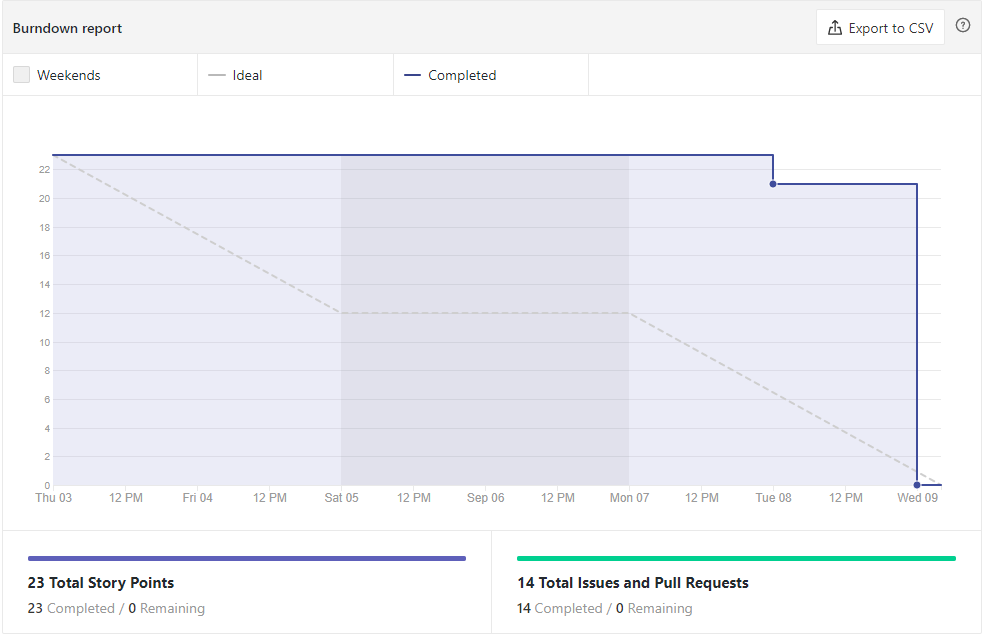 Burndown report
Export to CSV
?
Weekends
Ideal
Completed
22
20
18
16
14
12
10
8
6
4
2
0
Thu 03 12 PM Fri 04 12 PM Sat 05 12 PM Sep 06 12 PM Mon 07 12 PM Tue 08 12 PM Wed 09
23 Total Story Points
23 Completed / 0 Remaining
14 Total Issues and Pull Requests
14 Completed / 0 Remaining